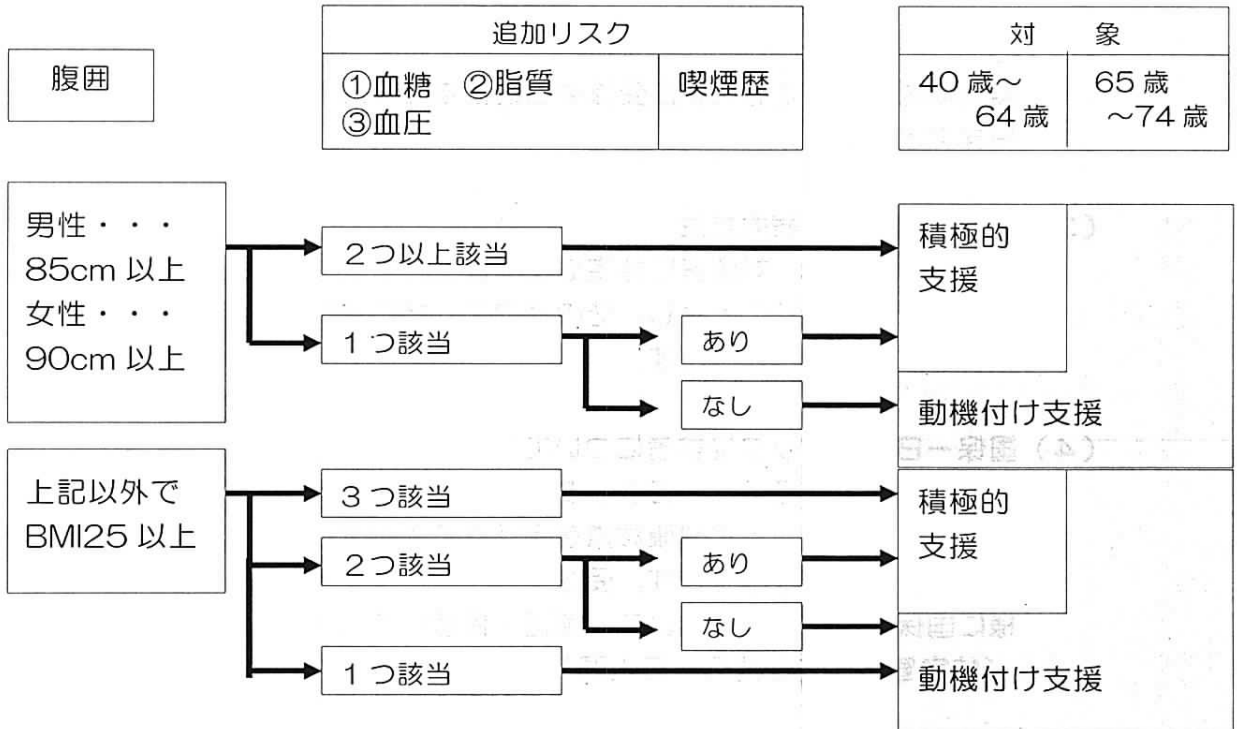 腹囲
追加リスク
①血糖　②脂質
③血圧
喫煙歴
対　象
40歳～
64歳
65歳
～74歳
男性・・・
85cm以上
女性・・・
90cm以上
2つ以上該当
1つ該当
あり
なし
積極的
支援
動機付け支援
上記以外で
BMI25以上
3つ該当
2つ該当
あり
なし
1つ該当
積極的
支援
動機付け支援